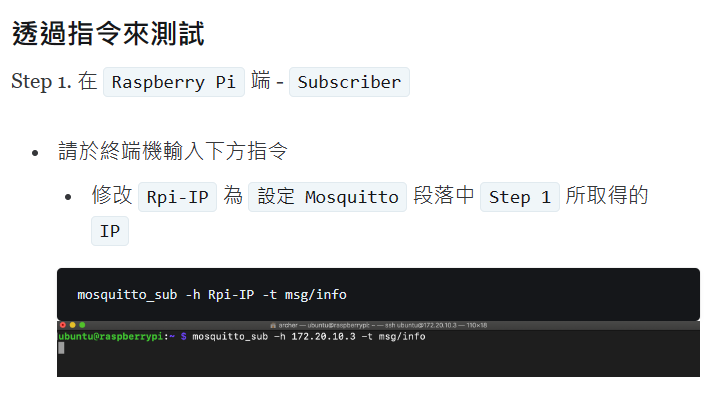 透過指令來測試
Step 1. 在 Raspberry Pi 端 - Subscriber
請於終端機輸入下方指令
修改 Rpi-IP 為 設定 Mosquitto 段落中 Step 1 所取得的
IP
mosquitto_sub -h Rpi-IP -t msg/info
archer — ubuntu@raspberrypi: ~ — ssh ubuntu@172.20.10.3 — 110×18
ubuntu@raspberrypi:~ $ mosquitto_sub -h 172.20.10.3 -t msg/info